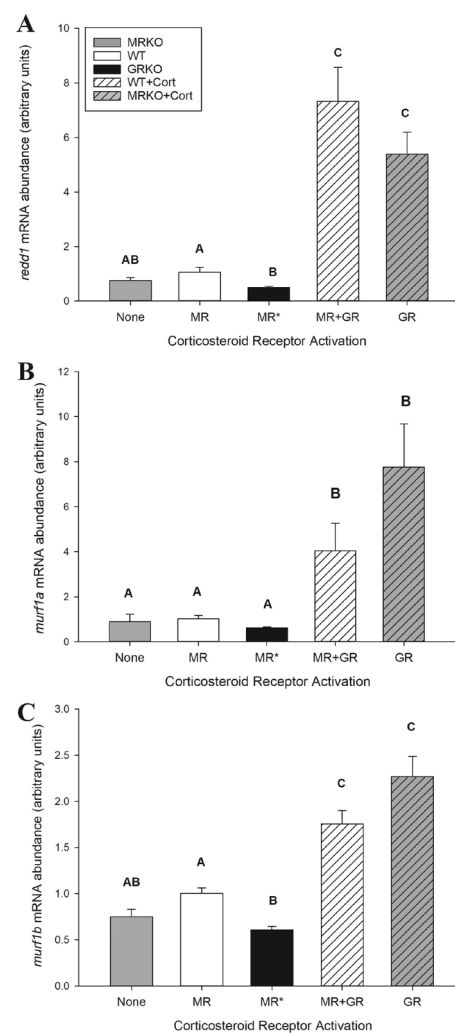 A
redd1 mRNA abundance (arbitrary units)
10
8
6
4
2
0
MRKO
WT
GRKO
WT+Cort
MRKO+Cort
AB
A
B
C
C
None MR MR* MR+GR GR
Corticosteroid Receptor Activation
B
murf1a mRNA abundance (arbitrary units)
12
10
8
6
4
2
0
A
A
A
B
B
None MR MR* MR+GR GR
Corticosteroid Receptor Activation
C
murf1b mRNA abundance (arbitrary units)
3.0
2.5
2.0
1.5
1.0
0.5
0.0
AB
A
B
C
C
None MR MR* MR+GR GR
Corticosteroid Receptor Activation